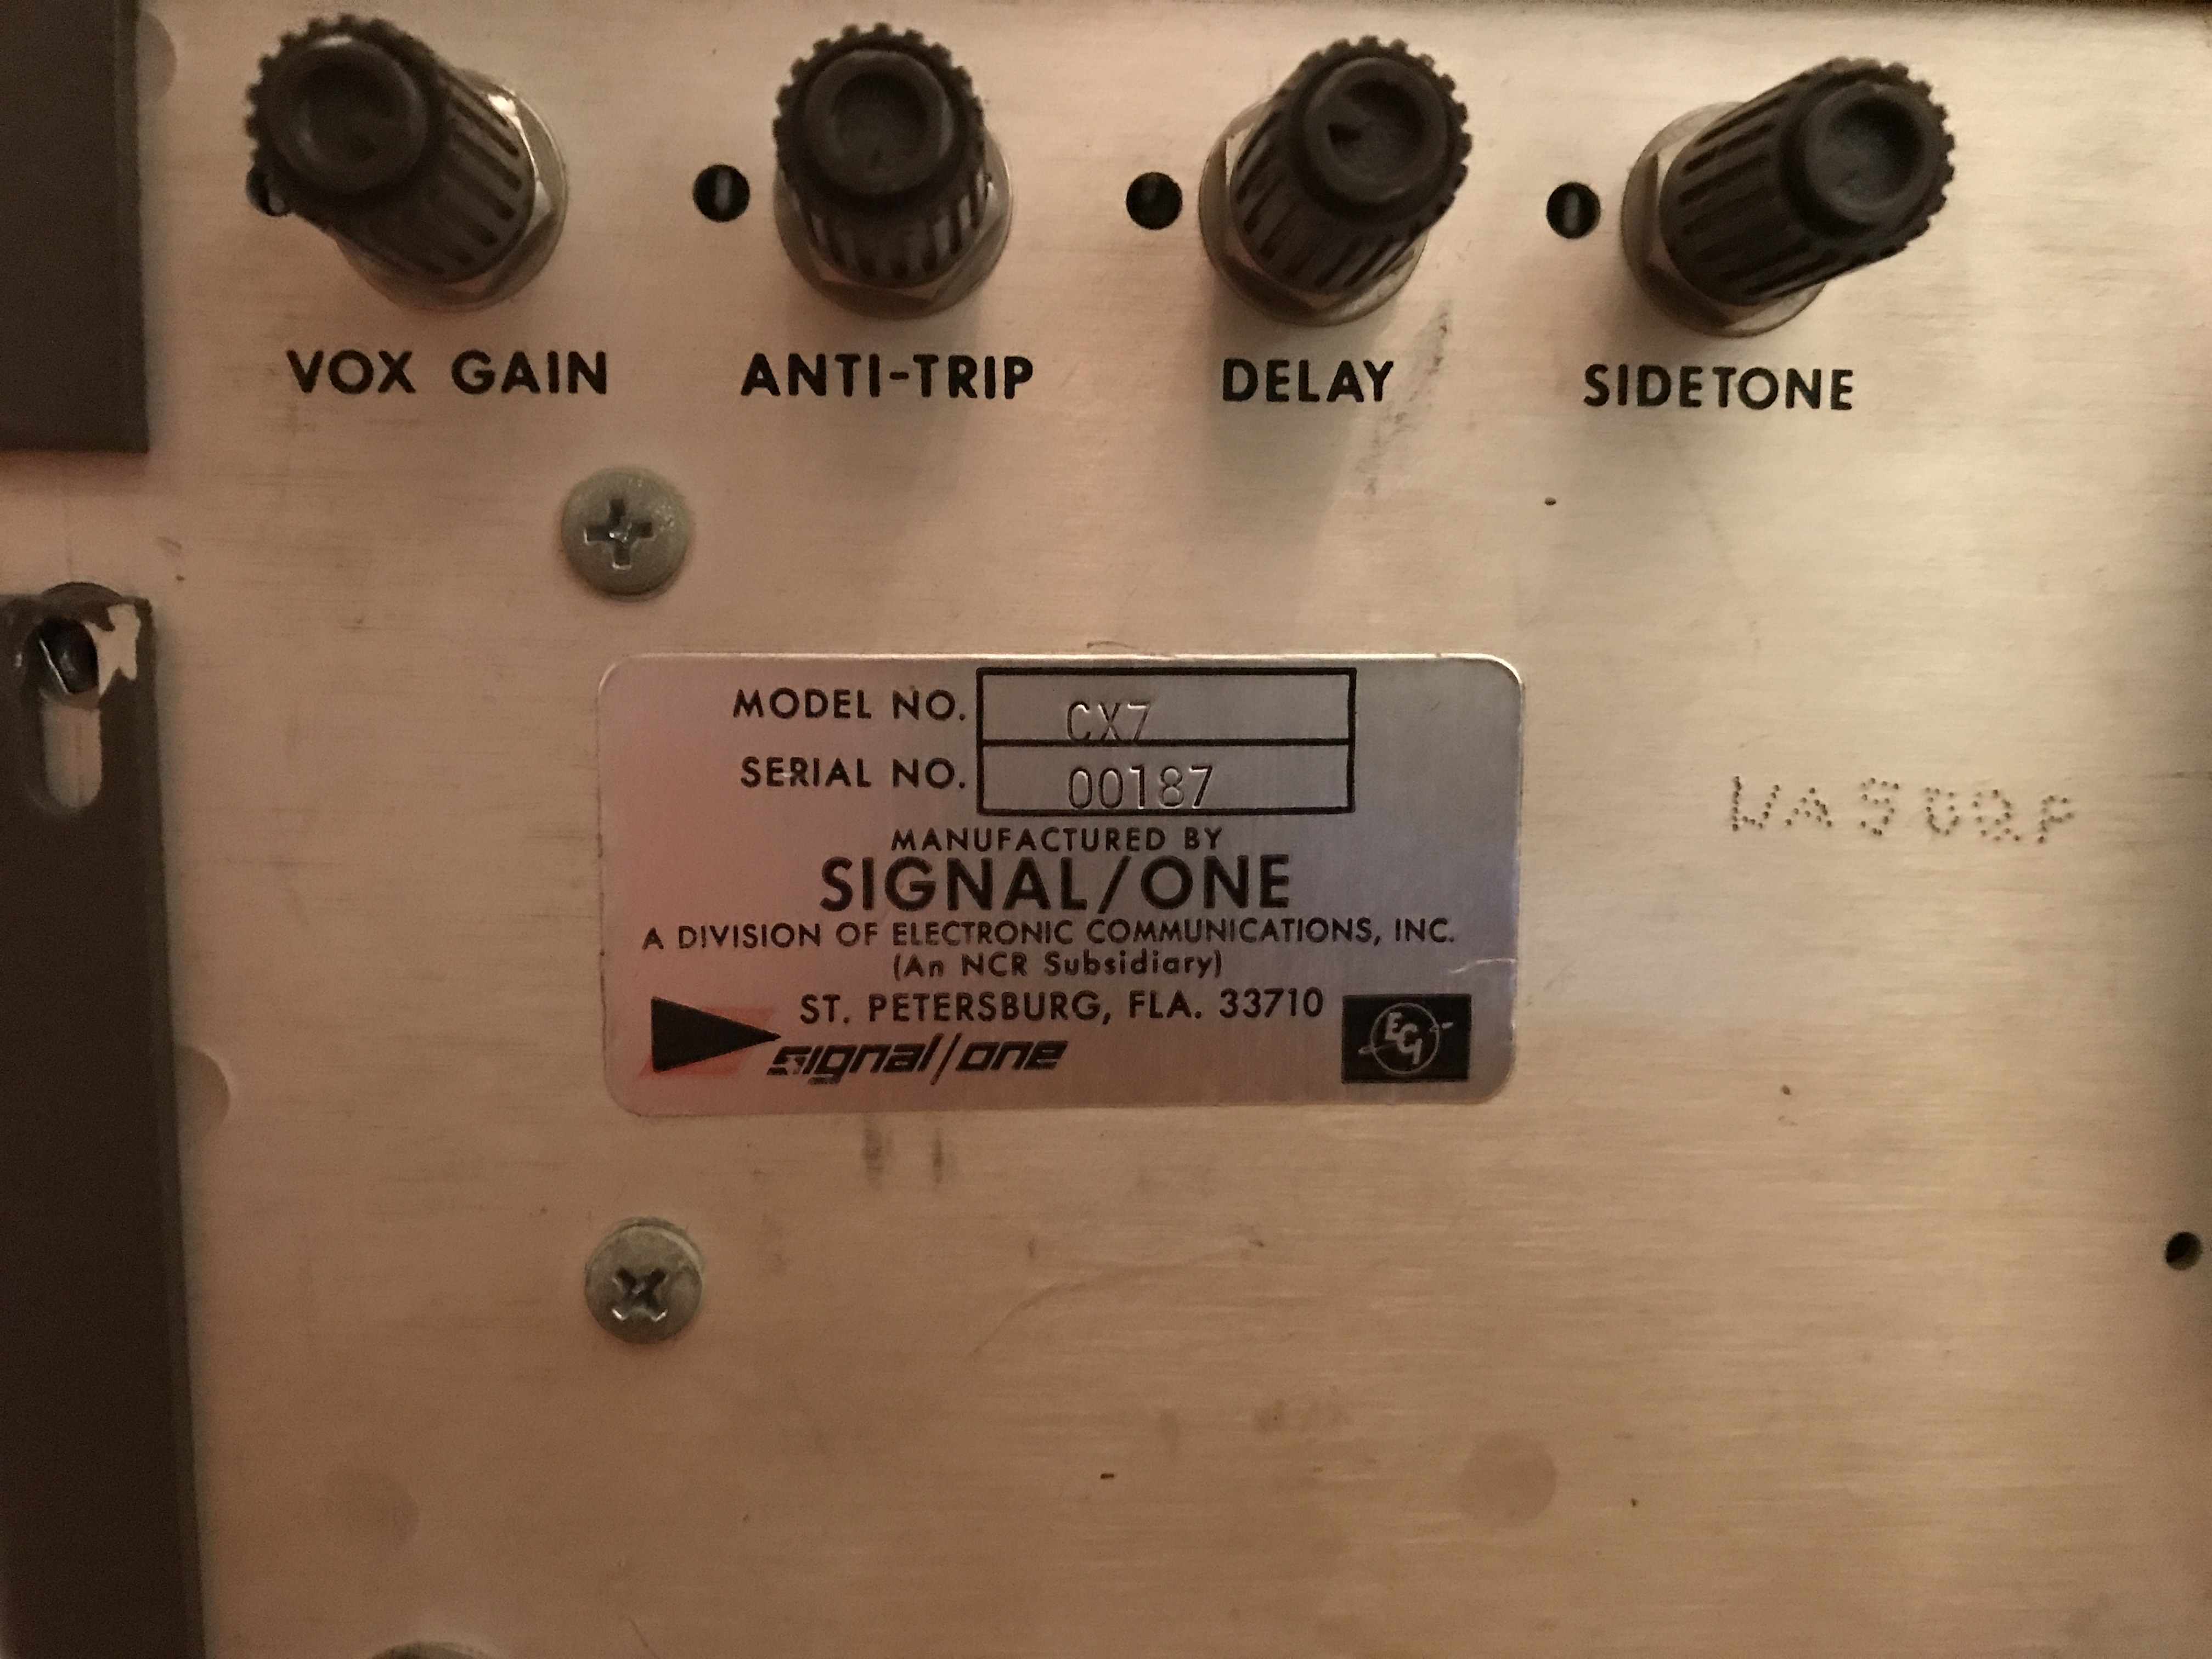 VOX GAIN ANTI-TRIP DELAY SIDETONE
MODEL NO. CX7
SERIAL NO. 00187
MANUFACTURED BY
SIGNAL/ONE
A DIVISION OF ELECTRONIC COMMUNICATIONS, INC.
(An NCR Subsidiary)
ST. PETERSBURG, FLA. 33710
signal/one
ECI
WA5UQP